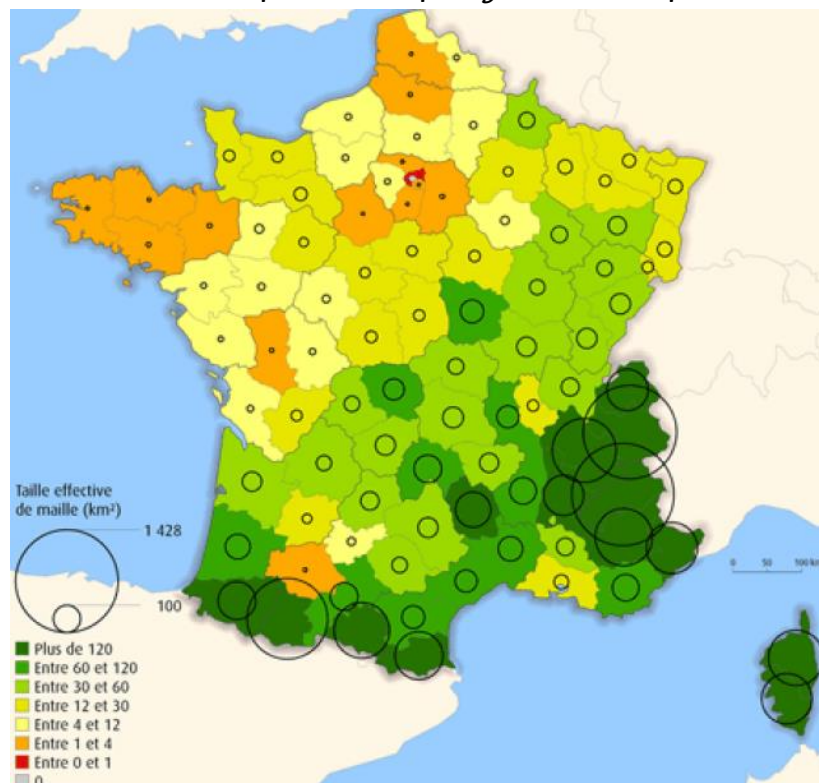 Taille effective
de maille (km²)
1 428
100
Plus de 120
Entre 60 et 120
Entre 30 et 60
Entre 12 et 30
Entre 4 et 12
Entre 1 et 4
Entre 0 et 1
0
0 50 100 km